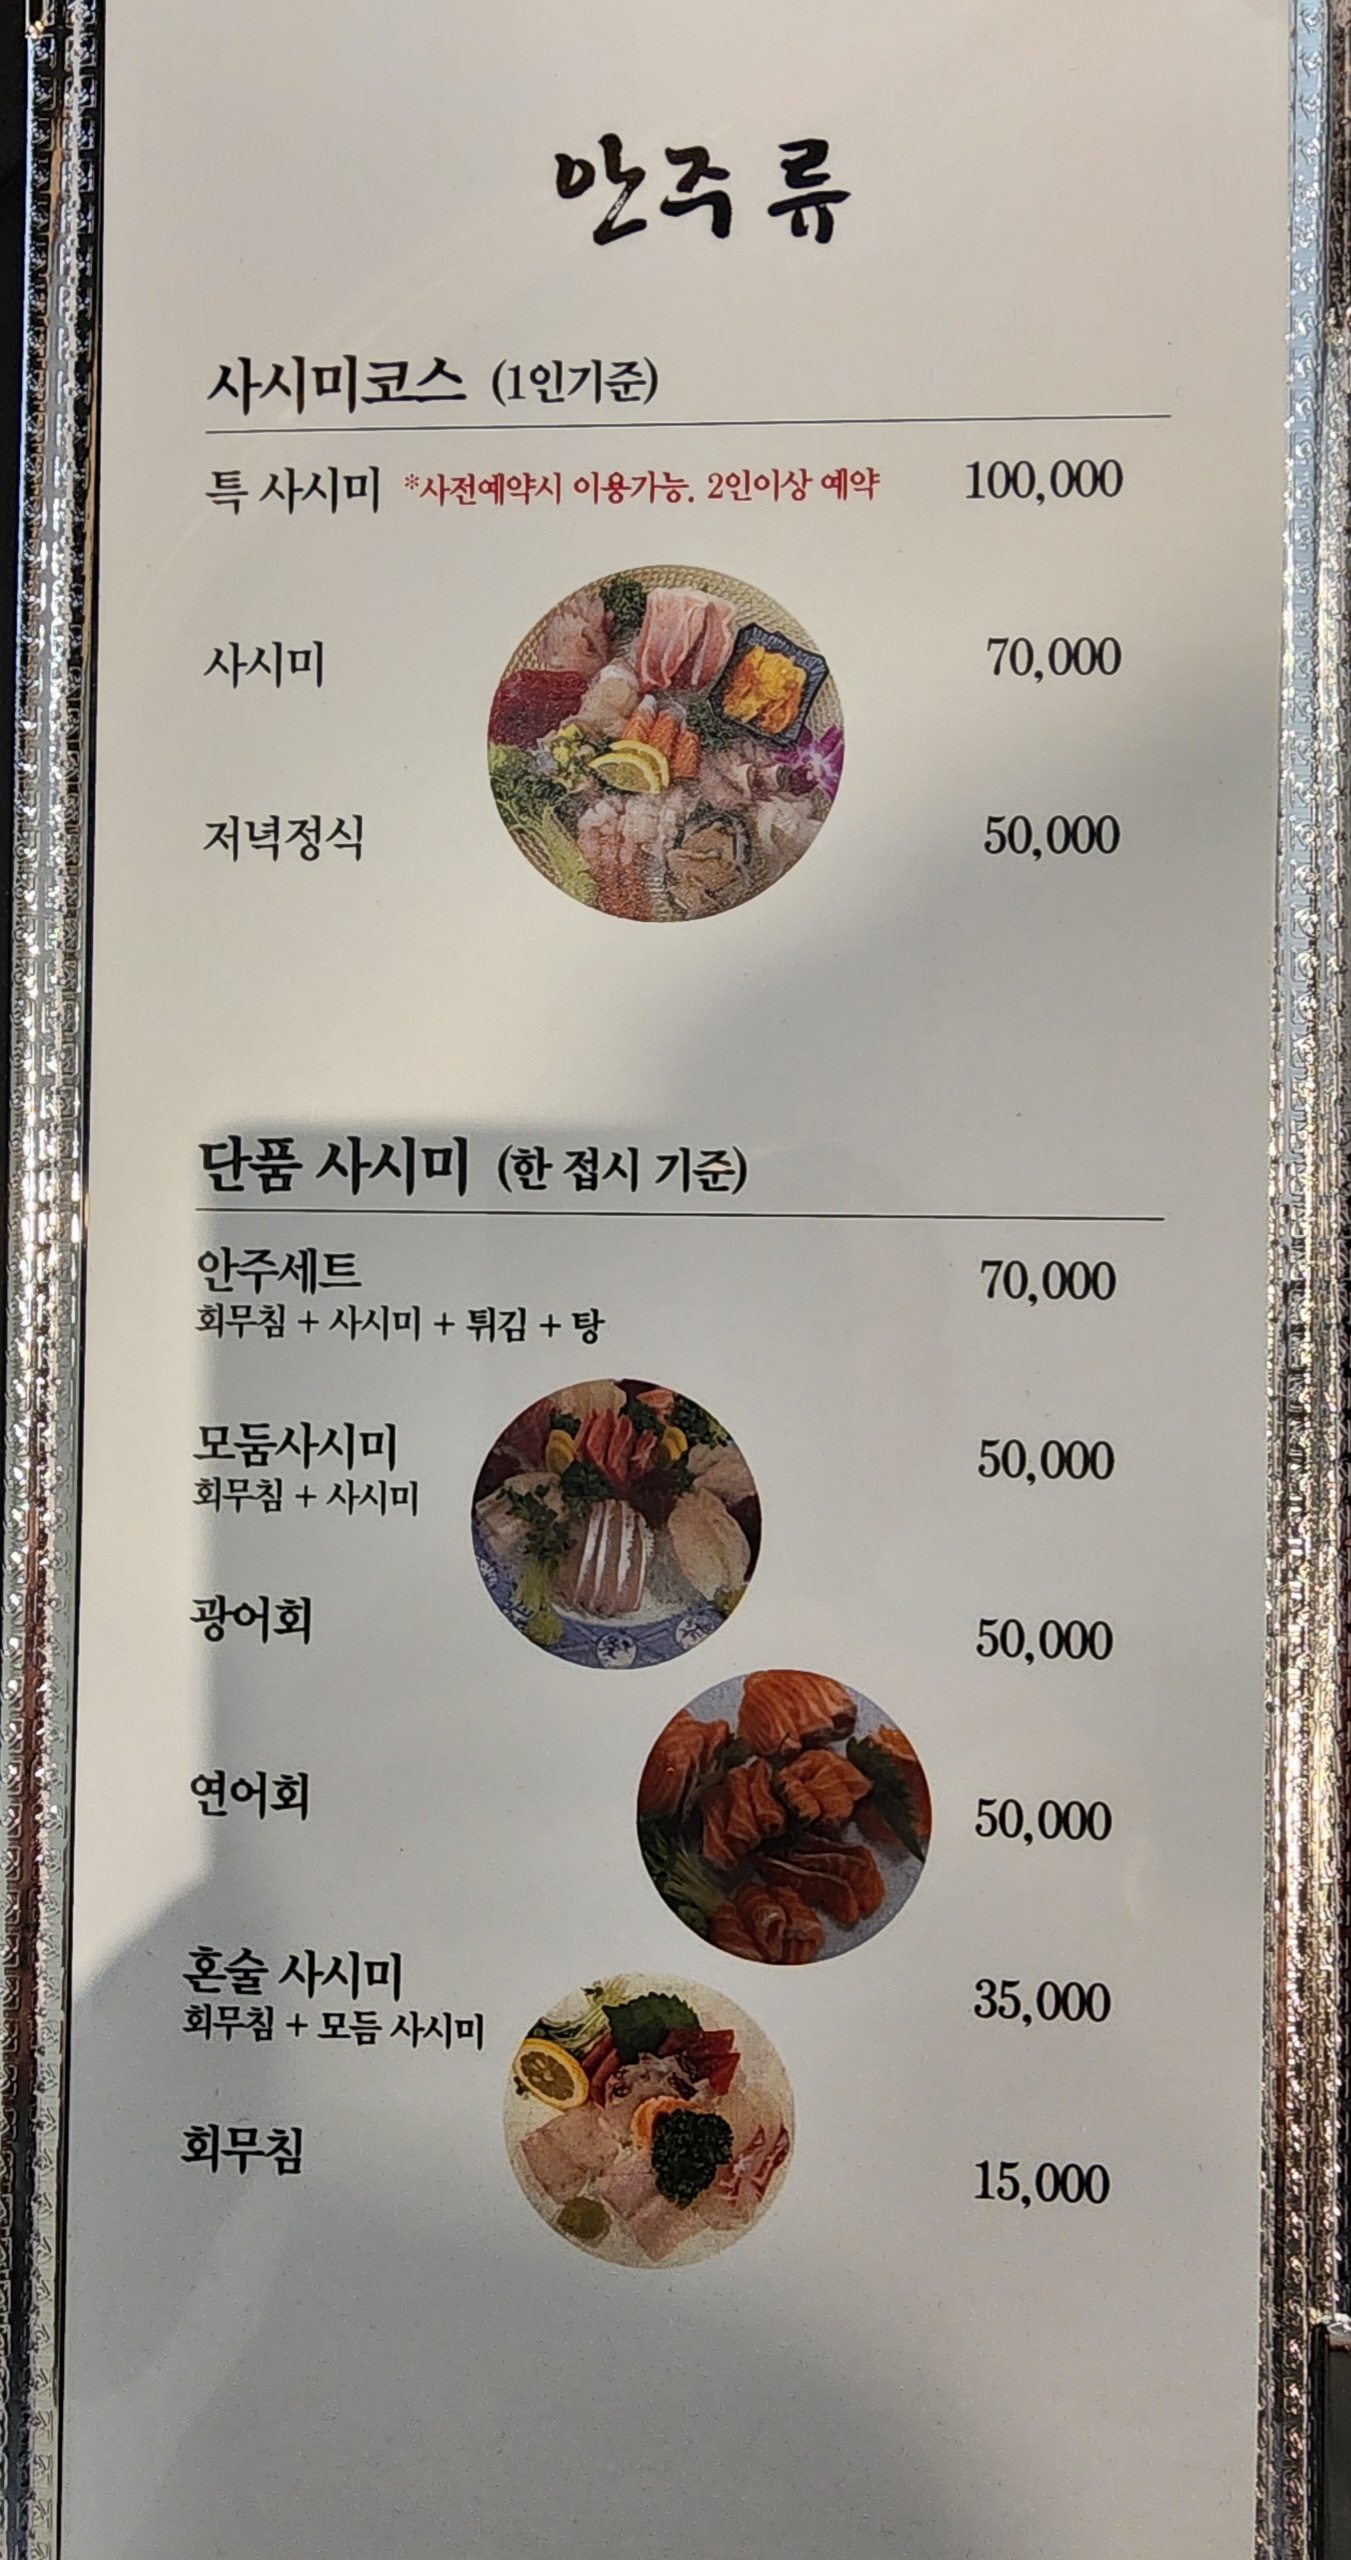 안주류
사시미코스 (1인기준)
특 사시미 *사전예약시 이용가능. 2인이상 예약 100,000
사시미 70,000
저녁정식 50,000
단품 사시미 (한 접시 기준)
안주세트 70,000
회무침 + 사시미 + 튀김 + 탕
모둠사시미 50,000
회무침 + 사시미
광어회 50,000
연어회 50,000
혼술 사시미 35,000
회무침 + 모듬 사시미
회무침 15,000